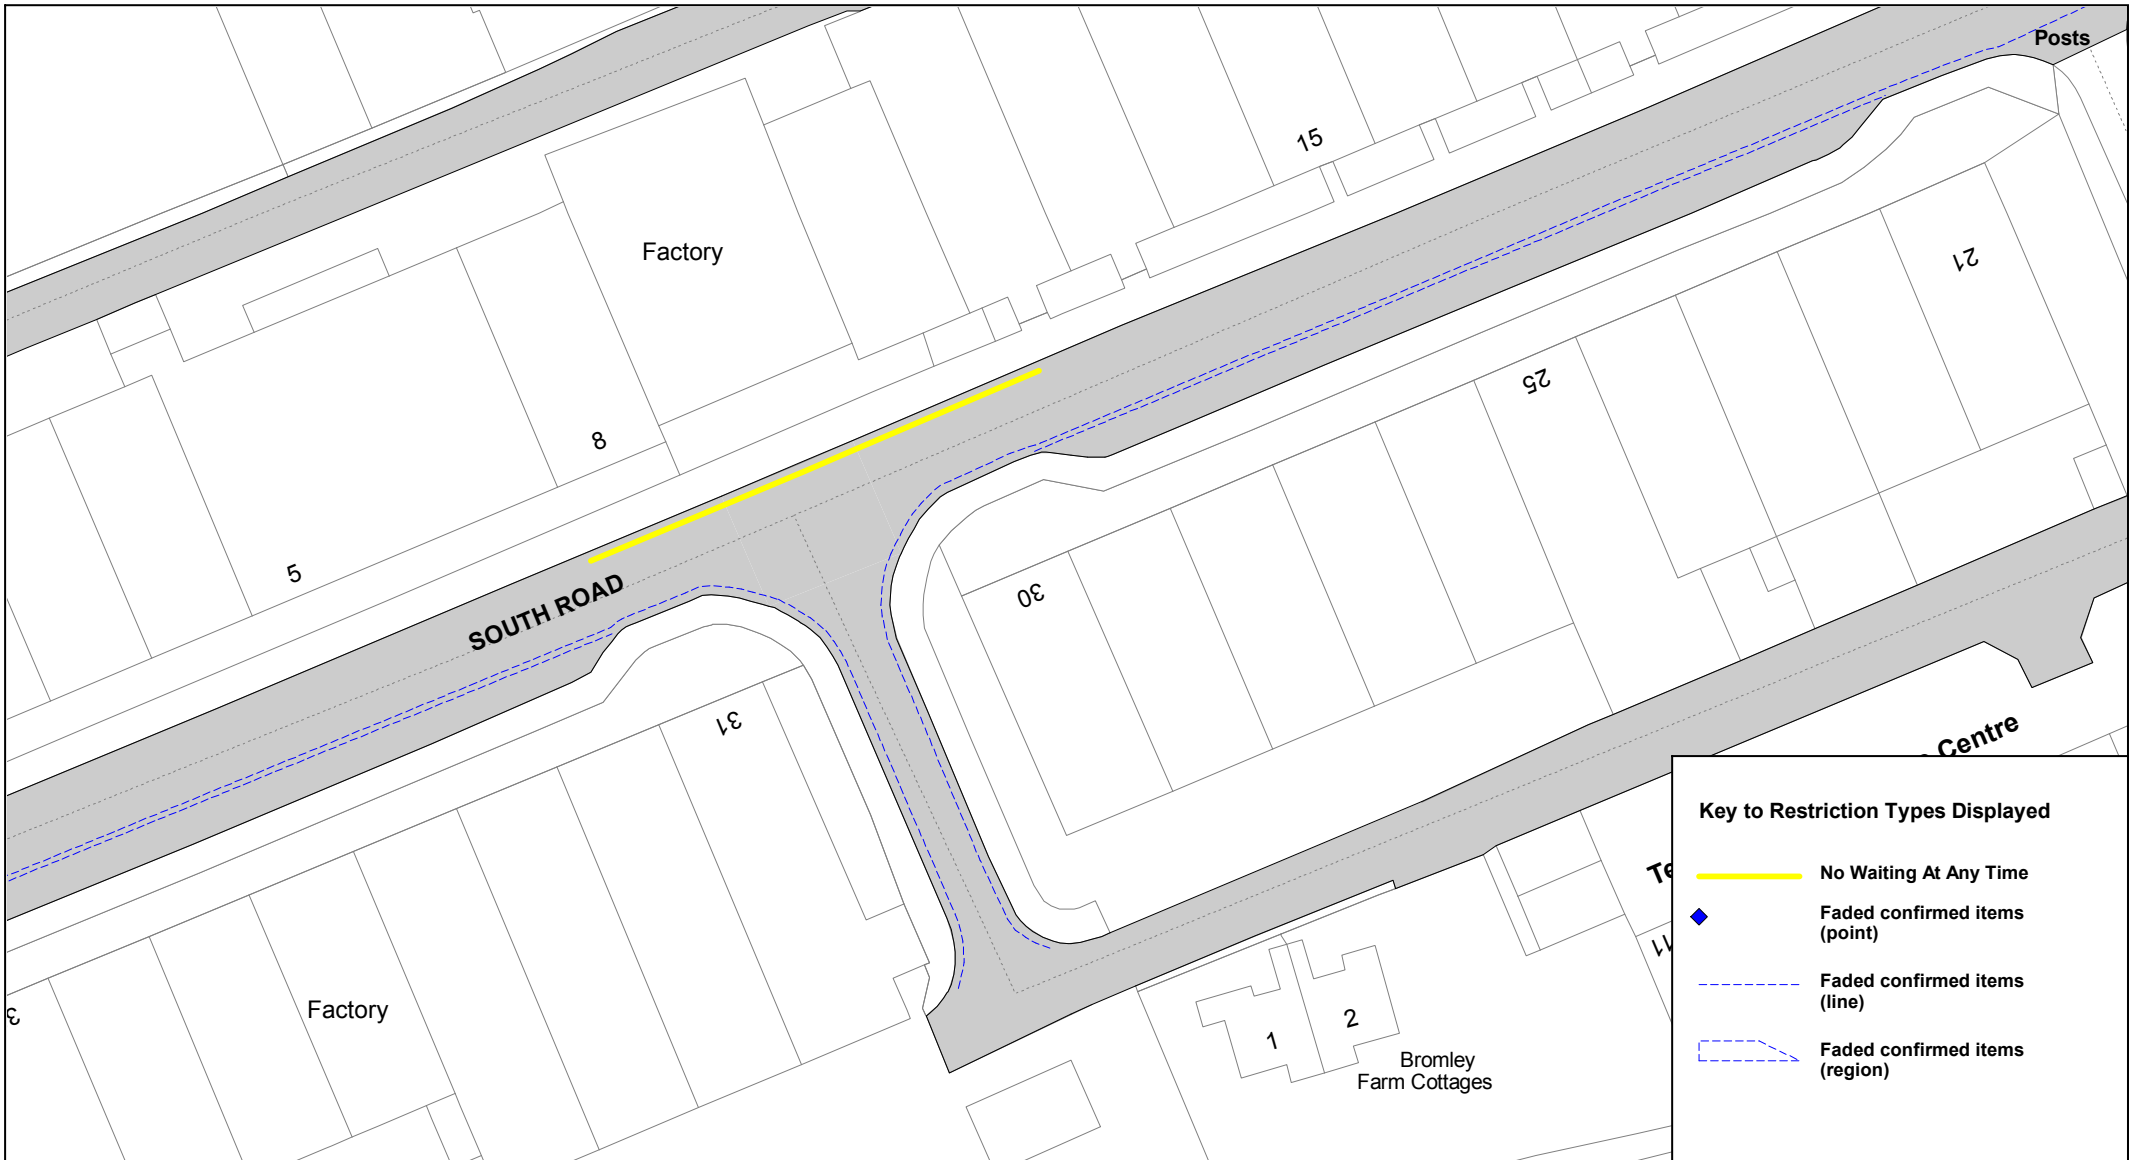 Posts
15
Factory
21
25
8
5
SOUTH ROAD
30
31
Centre
Key to Restriction Types Displayed
No Waiting At Any Time
Faded confirmed items
(point)
11
Faded confirmed items
(line)
Faded confirmed items
(region)
3
Factory
1
2
Bromley
Farm Cottages